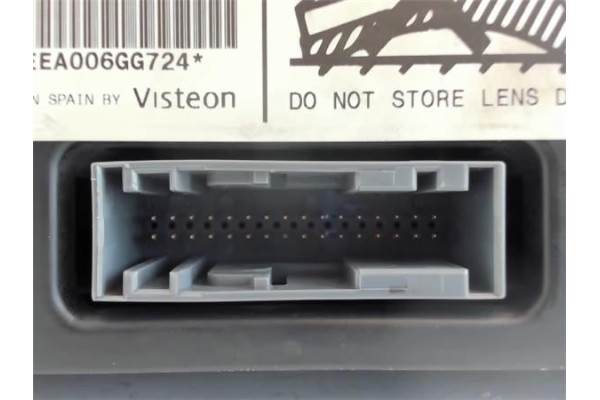 EEA006GG724*
N SPAIN BY Visteon
DO NOT STORE LENS D